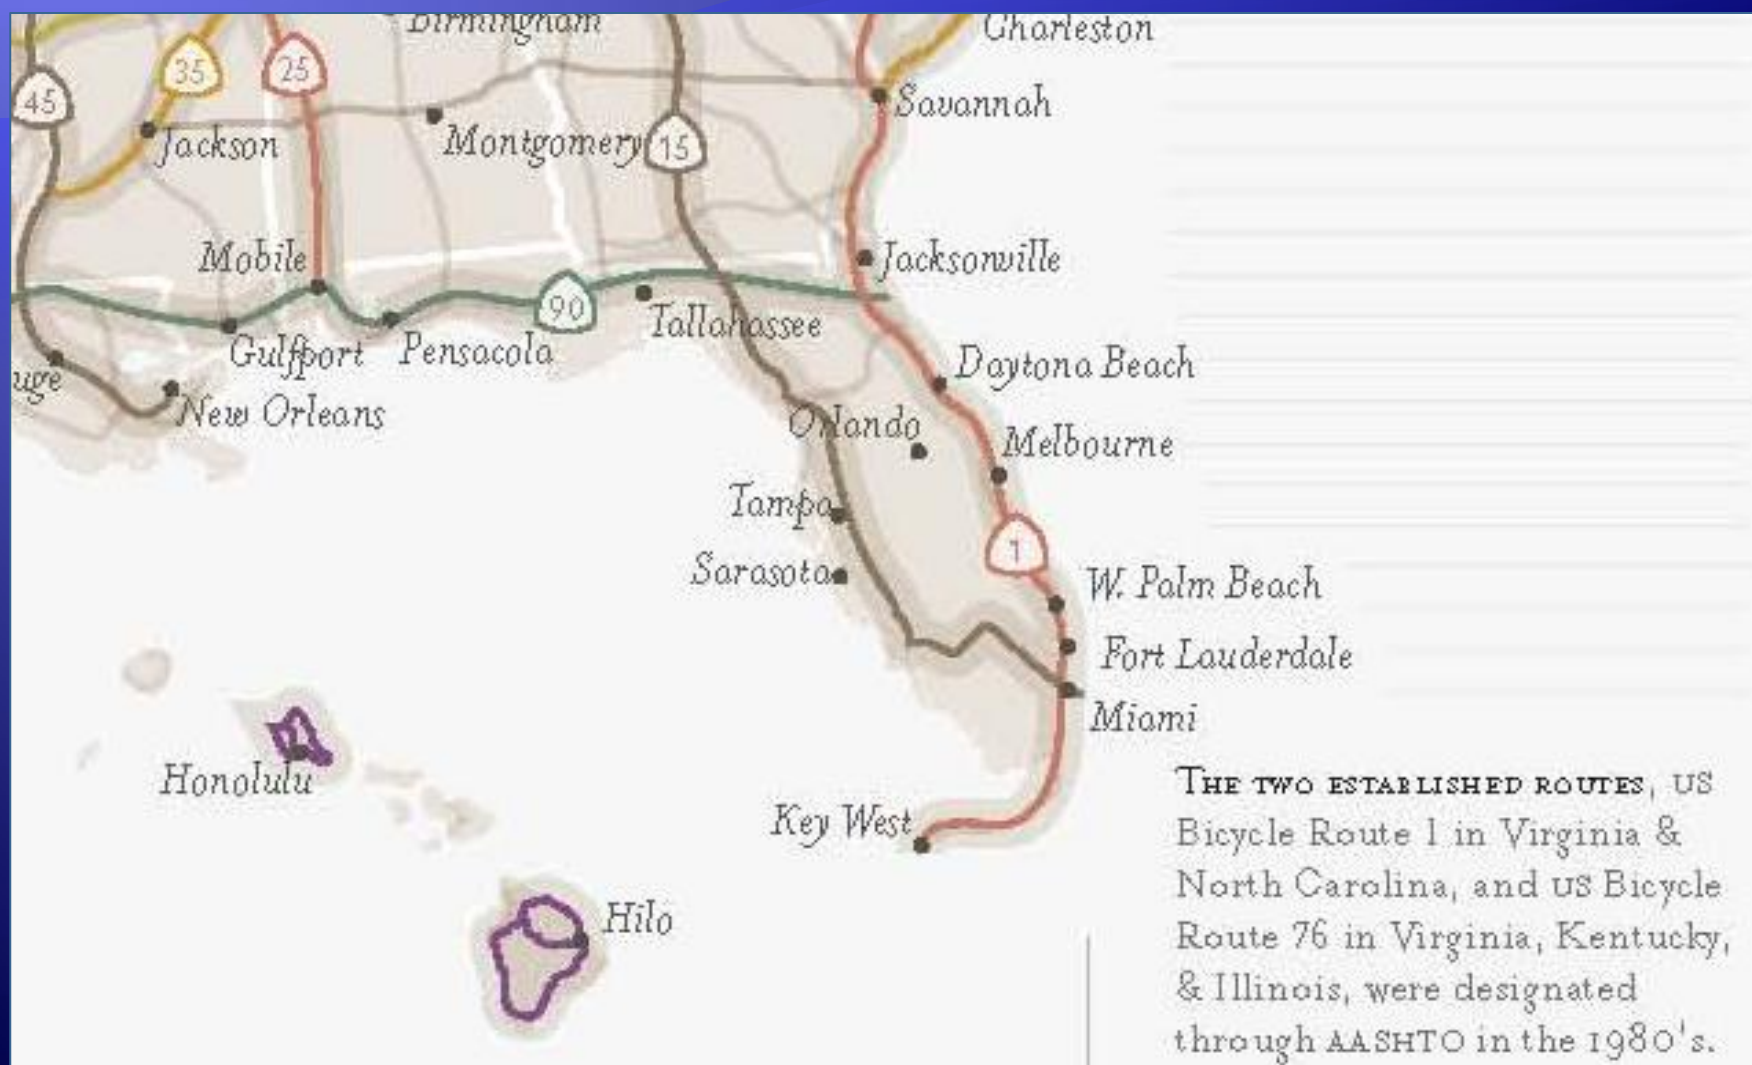 Birmingham
Charleston
35
25
45
Savannah
Jackson
Montgomery
15
Mobile
Jacksonville
90
Tallahassee
Gulfport
Pensacola
Daytona Beach
uge
New Orleans
Orlando
Melbourne
Tampa
1
Sarasota
W. Palm Beach
Fort Lauderdale
Miami
Honolulu
Key West
Hilo
THE TWO ESTABLISHED ROUTES, US
Bicycle Route 1 in Virginia &
North Carolina, and US Bicycle
Route 76 in Virginia, Kentucky,
& Illinois, were designated
through AASHTO in the 1980's.